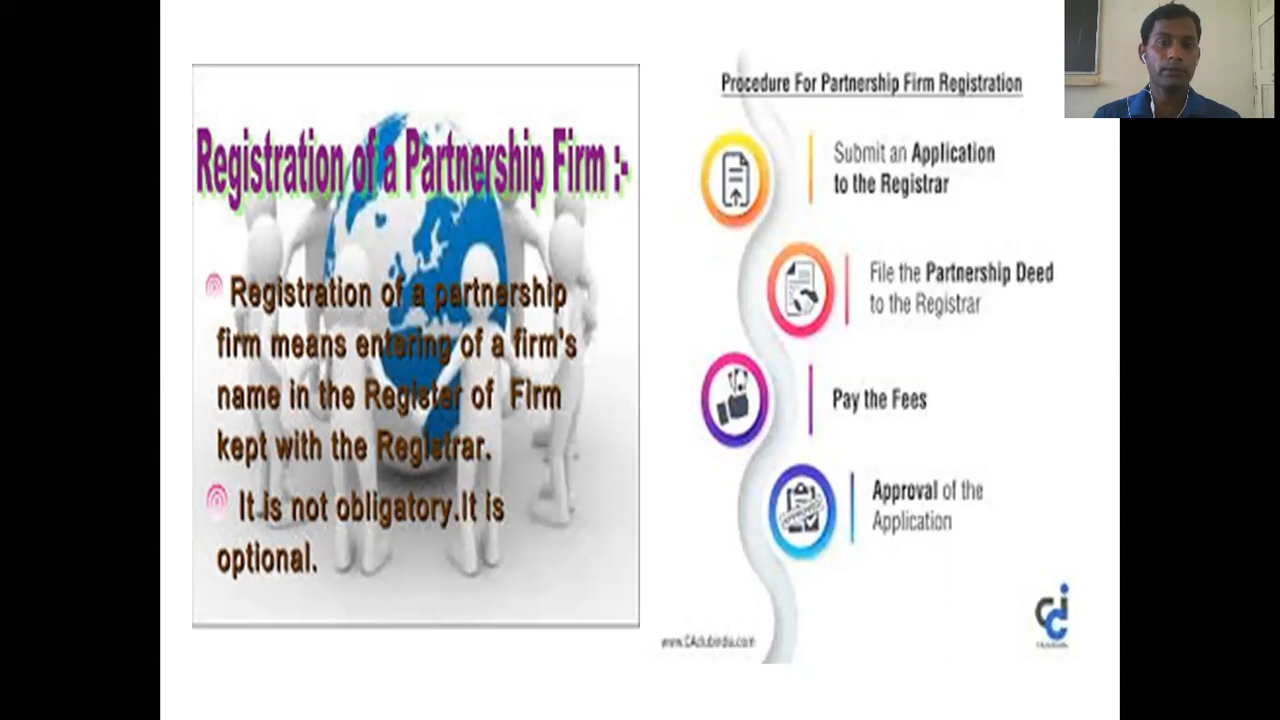 Registration of a Partnership Firm :-
Registration of a partnership
firm means entering of a firm's
name in the Register of Firm
kept with the Registrar.
It is not obligatory.It is
optional.
Procedure For Partnership Firm Registration
Submit an Application
to the Registrar
File the Partnership Deed
to the Registrar
Pay the Fees
Approval of the
Application
www.CAclubindia.com